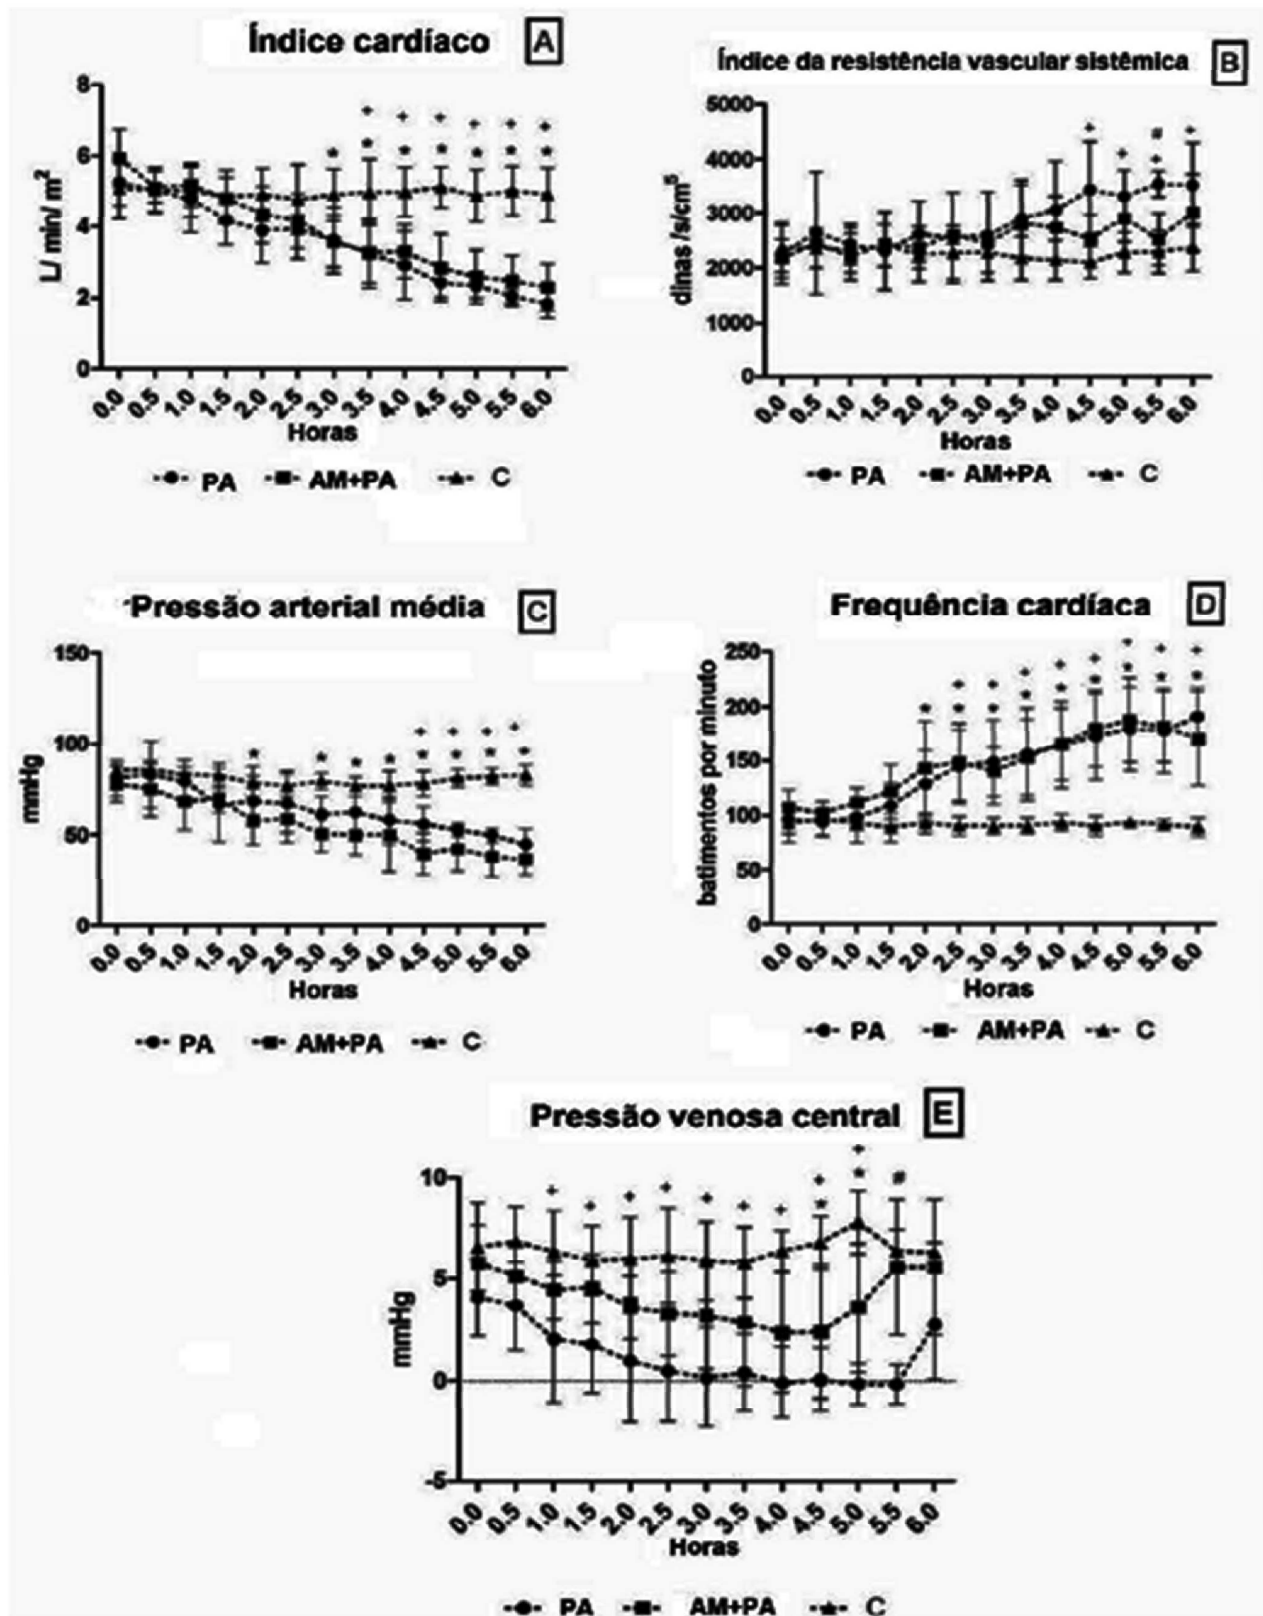 Índice cardíaco A
L/ min/ m²
8
6
4
2
0
0.0 0.5 1.0 1.5 2.0 2.5 3.0 3.5 4.0 4.5 5.0 5.5 6.0
Horas
PA AM+PA C
Índice da resistência vascular sistêmica B
dinas /s/cm⁵
5000
4000
3000
2000
1000
0
0.0 0.5 1.0 1.5 2.0 2.5 3.0 3.5 4.0 4.5 5.0 5.5 6.0
Horas
PA AM+PA C
Pressão arterial média C
mmHg
150
100
50
0
0.0 0.5 1.0 1.5 2.0 2.5 3.0 3.5 4.0 4.5 5.0 5.5 6.0
Horas
PA AM+PA C
Frequência cardíaca D
batimentos por minuto
250
200
150
100
50
0
0.0 0.5 1.0 1.5 2.0 2.5 3.0 3.5 4.0 4.5 5.0 5.5 6.0
Horas
PA AM+PA C
Pressão venosa central E
mmHg
10
5
0
-5
0.0 0.5 1.0 1.5 2.0 2.5 3.0 3.5 4.0 4.5 5.0 5.5 6.0
Horas
PA AM+PA C